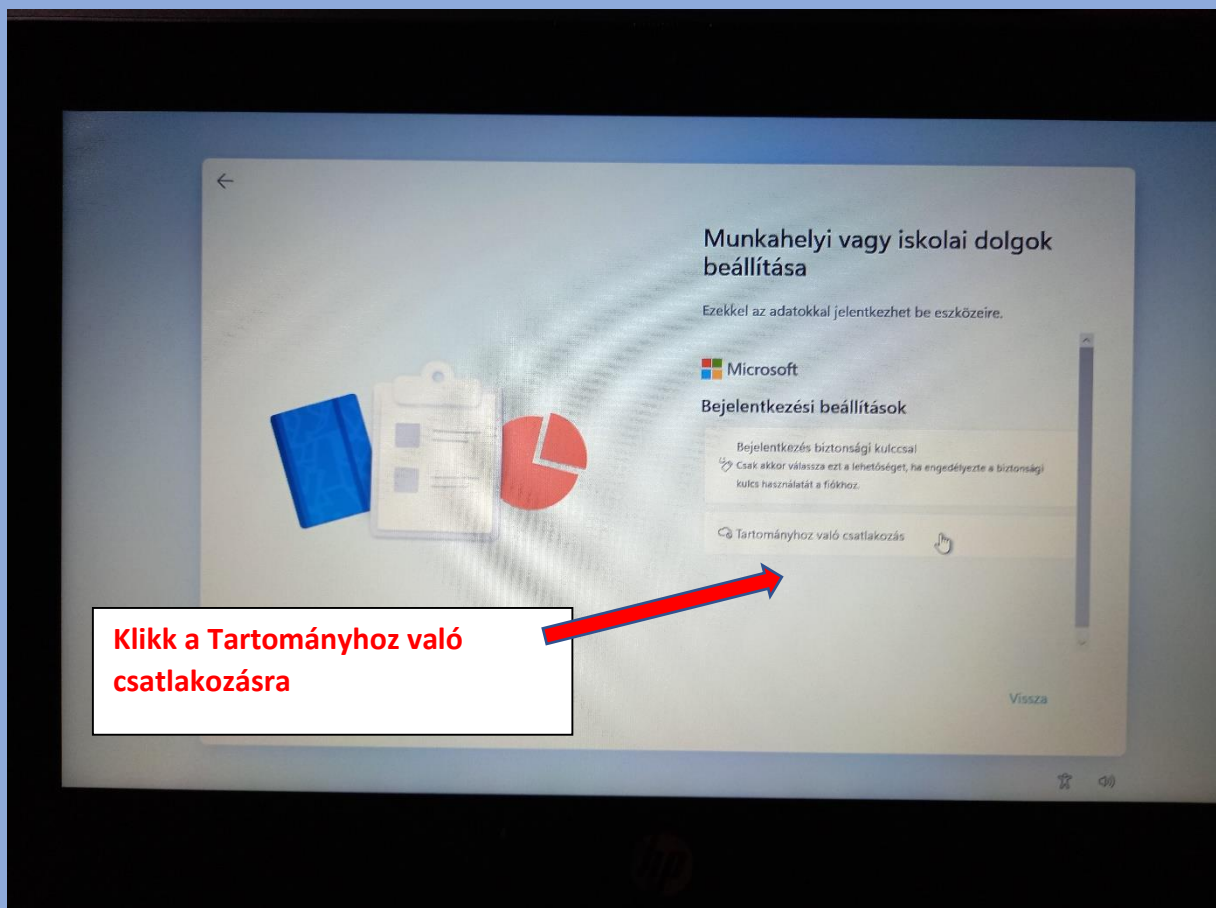 Munkahelyi vagy iskolai dolgok
beállítása
Ezekkel az adatokkal jelentkezhet be eszközeire.
Microsoft
Bejelentkezési beállítások
Bejelentkezés biztonsági kulccsal
Csak akkor válassza ezt a lehetőséget, ha engedélyezte a biztonsági
kulcs használatát a fiókhoz.
Tartományhoz való csatlakozás
Klikk a Tartományhoz való
csatlakozásra
Vissza
hp